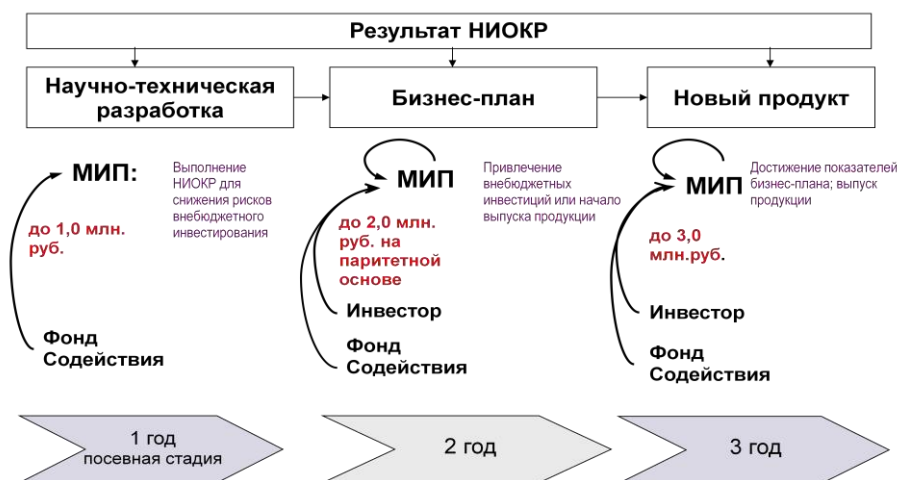 Результат НИОКР
Научно-техническая
разработка
Бизнес-план
Новый продукт
МИП:
Выполнение
НИОКР для
снижения рисков
внебюджетного
инвестирования
до 1,0 млн.
руб.
Фонд
Содействия
МИП
Привлечение
внебюджетных
инвестиций или начало
выпуска продукции
до 2,0 млн.
руб. на
паритетной
основе
Инвестор
Фонд
Содействия
МИП
Достижение показателей
бизнес-плана; выпуск
продукции
до 3,0
млн.руб.
Инвестор
Фонд
Содействия
1 год
посевная стадия
2 год
3 год